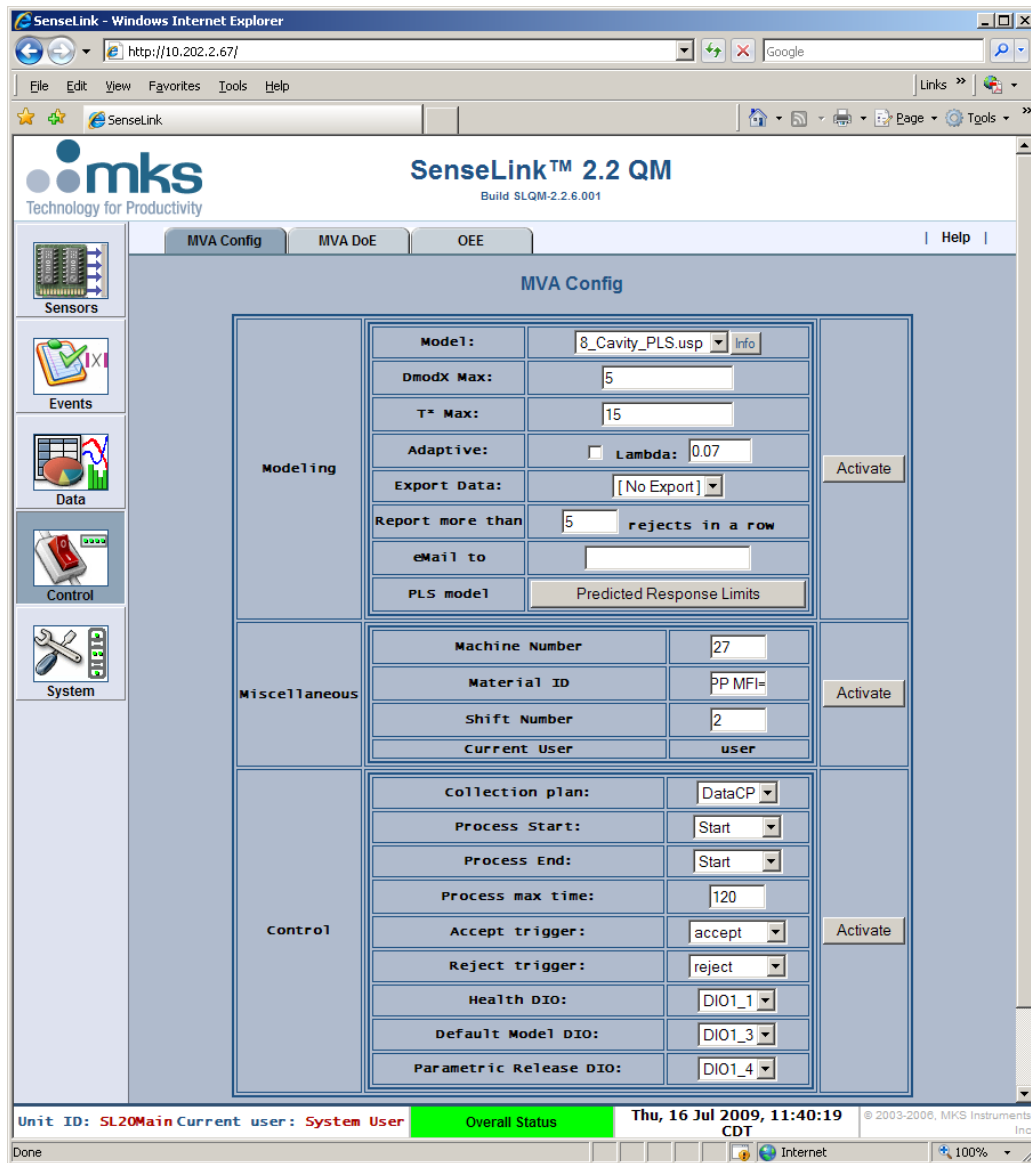 SenseLink - Windows Internet Explorer
http://10.202.2.67/
Google
File Edit View Favorites Tools Help
Links »
SenseLink
Page Tools »
mks
Technology for Productivity
SenseLink™ 2.2 QM
Build SLQM-2.2.6.001
MVA Config MVA DoE OEE | Help |
MVA Config
Sensors
Events
Data
Control
System
Modeling
Model: 8_Cavity_PLS.usp Info
DmodX Max: 5
T² Max: 15
Adaptive: Lambda: 0.07
Export Data: [ No Export ]
Report more than 5 rejects in a row
eMail to
PLS model Predicted Response Limits
Activate
Miscellaneous
Machine Number 27
Material ID PP MFI=
Shift Number 2
Current User user
Activate
Control
Collection plan: DataCP
Process Start: Start
Process End: Start
Process max time: 120
Accept trigger: accept
Reject trigger: reject
Health DIO: DIO1_1
Default Model DIO: DIO1_3
Parametric Release DIO: DIO1_4
Activate
Unit ID: SL20Main Current user: System User
Overall Status
Thu, 16 Jul 2009, 11:40:19
CDT
© 2003-2006, MKS Instruments
Inc
Done
Internet
100%